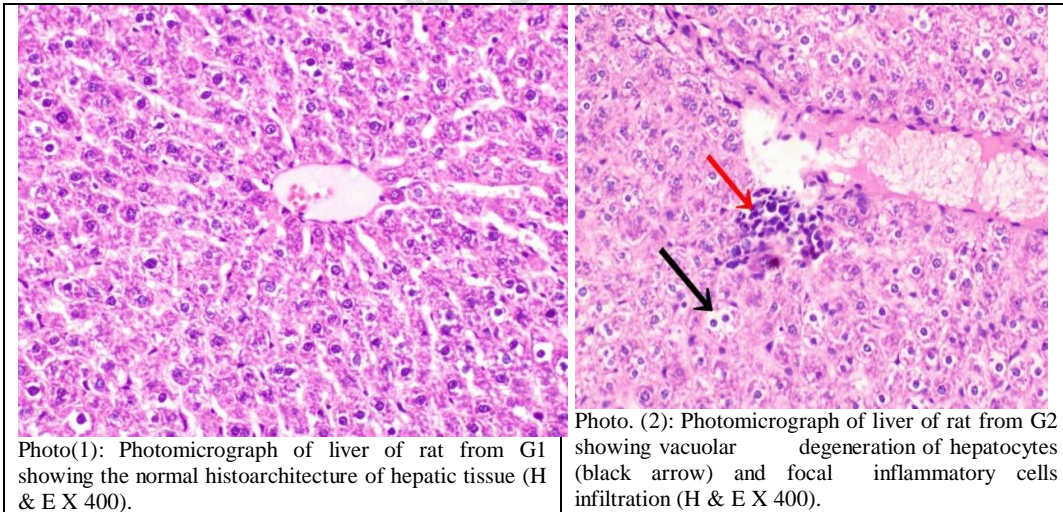 Photo(1): Photomicrograph of liver of rat from G1
showing the normal histoarchitecture of hepatic tissue (H
& E X 400).
Photo. (2): Photomicrograph of liver of rat from G2
showing vacuolar degeneration of hepatocytes
(black arrow) and focal inflammatory cells
infiltration (H & E X 400).